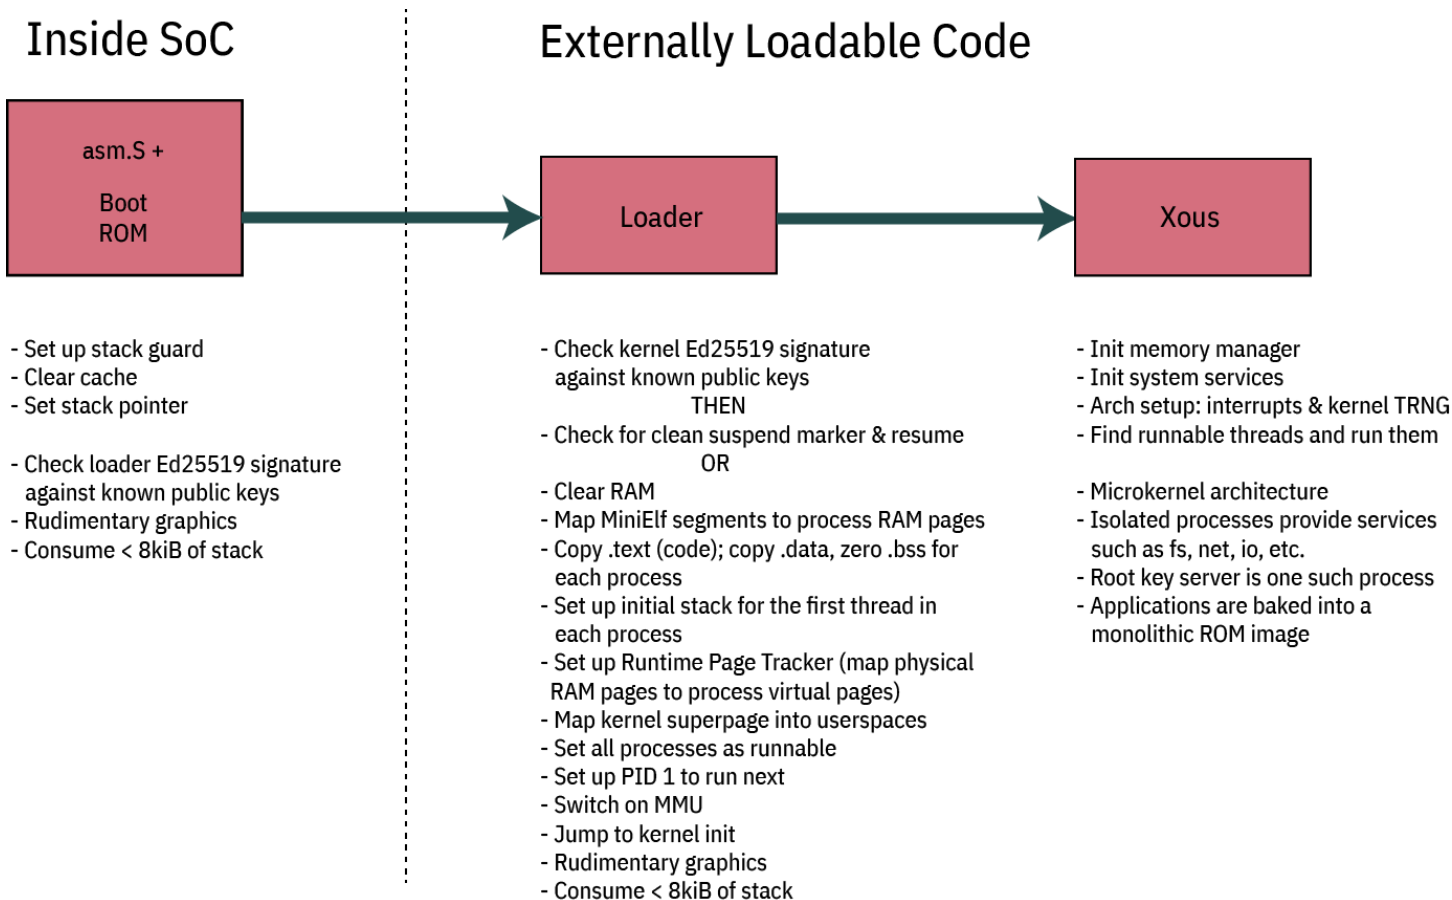 Inside SoC
Externally Loadable Code
asm.S +
Boot
ROM
Loader
Xous
- Set up stack guard
- Clear cache
- Set stack pointer
- Check loader Ed25519 signature
against known public keys
- Rudimentary graphics
- Consume < 8kiB of stack
- Check kernel Ed25519 signature
against known public keys
THEN
- Check for clean suspend marker & resume
OR
- Clear RAM
- Map MiniElf segments to process RAM pages
- Copy .text (code); copy .data, zero .bss for
each process
- Set up initial stack for the first thread in
each process
- Set up Runtime Page Tracker (map physical
RAM pages to process virtual pages)
- Map kernel superpage into userspaces
- Set all processes as runnable
- Set up PID 1 to run next
- Switch on MMU
- Jump to kernel init
- Rudimentary graphics
- Consume < 8kiB of stack
- Init memory manager
- Init system services
- Arch setup: interrupts & kernel TRNG
- Find runnable threads and run them
- Microkernel architecture
- Isolated processes provide services
such as fs, net, io, etc.
- Root key server is one such process
- Applications are baked into a
monolithic ROM image